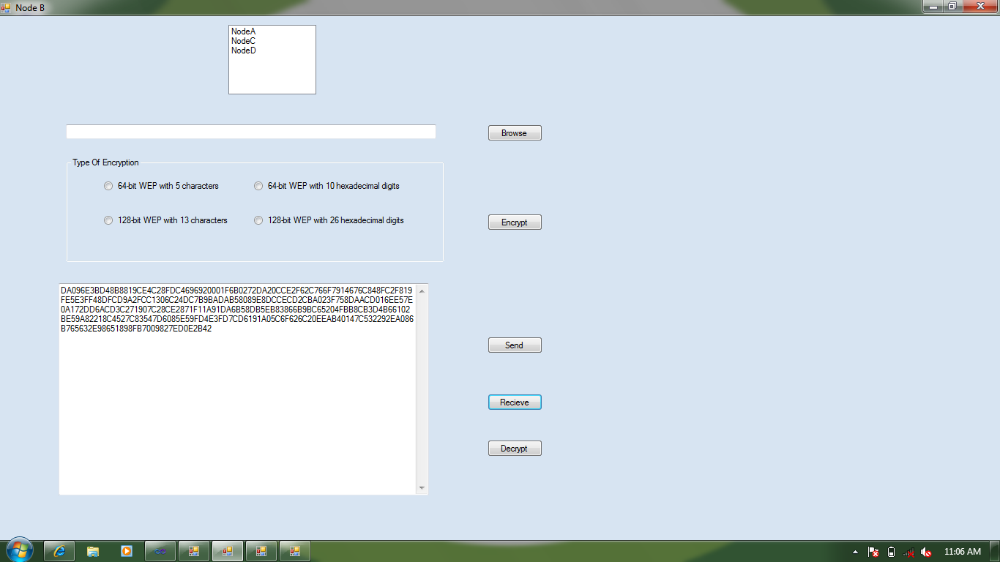 Node B
NodeA
NodeC
NodeD
Browse
Type Of Encryption
64-bit WEP with 5 characters
64-bit WEP with 10 hexadecimal digits
128-bit WEP with 13 characters
128-bit WEP with 26 hexadecimal digits
Encrypt
DA096E3BD48B8819CE4C28FDC4696920001F6B0272DA20CCE2F62C766F7914676C848FC2F819
FE5E3FF48DFCD9A2FCC1306C24DC7B9BADAB58089E8DCCECD2CBA023F758DAACD016EE57E
0A172DD6ACD3C271907C28CE2871F11A91DA6B58DB5EB83866B9BC65204FBB8CB3D4B66102
BE59A82218C4527C83547D6085E59FD4E3FD7CD6191A05C6F626C20EEAB40147C532292EA086
B765632E98651898FB7009827ED0E2B42
Send
Recieve
Decrypt
11:06 AM